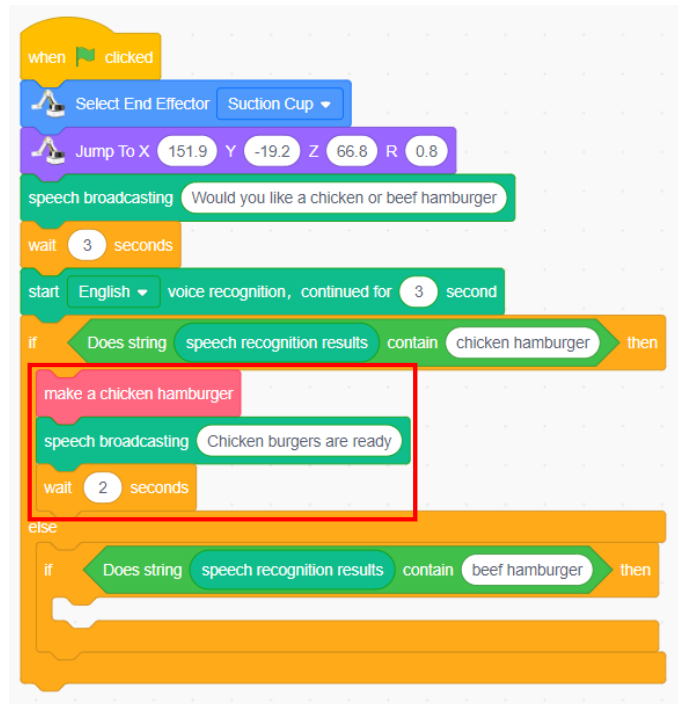 when clicked
Select End Effector Suction Cup
Jump To X 151.9 Y -19.2 Z 66.8 R 0.8
speech broadcasting Would you like a chicken or beef hamburger
wait 3 seconds
start English voice recognition, continued for 3 second
if Does string speech recognition results contain chicken hamburger then
make a chicken hamburger
speech broadcasting Chicken burgers are ready
wait 2 seconds
else
if Does string speech recognition results contain beef hamburger then